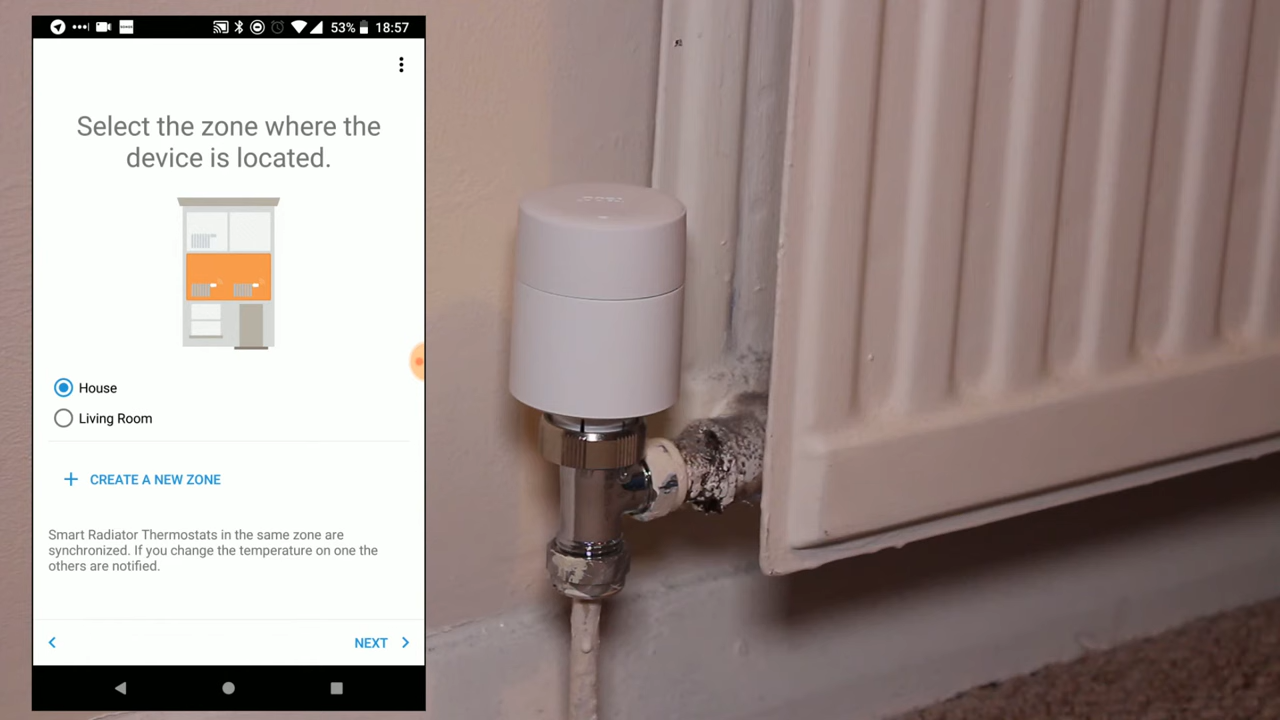 53% 18:57
Select the zone where the
device is located.
House
Living Room
+ CREATE A NEW ZONE
Smart Radiator Thermostats in the same zone are
synchronized. If you change the temperature on one the
others are notified.
NEXT